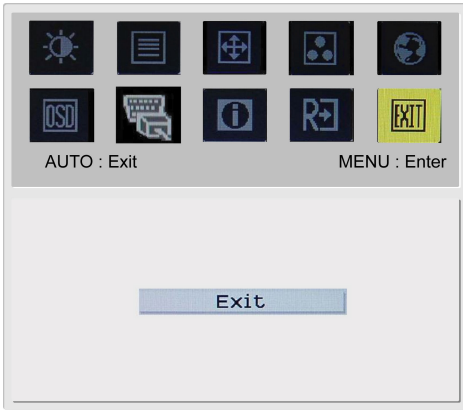 OSD
i
R
EXIT
AUTO : Exit
MENU : Enter
Exit